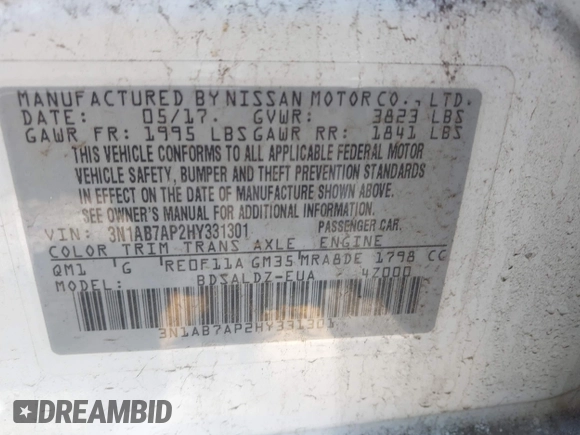 MANUFACTURED BY NISSAN MOTOR CO., LTD.
DATE: 05/17. GVWR: 3823 LBS
GAWR FR: 1995 LBS GAWR RR: 1841 LBS
THIS VEHICLE CONFORMS TO ALL APPLICABLE FEDERAL MOTOR
VEHICLE SAFETY, BUMPER AND THEFT PREVENTION STANDARDS
IN EFFECT ON THE DATE OF MANUFACTURE SHOWN ABOVE.
SEE OWNER'S MANUAL FOR ADDITIONAL INFORMATION.
VIN: 3N1AB7AP2HY331301 PASSENGER CAR.
COLOR TRIM TRANS AXLE ENGINE
QM1 G RE0F11A GM35 MRA8DE 1798 CC
MODEL: BDSALDZ-EUA - 4Z000
3N1AB7AP2HY331301
DREAMBID